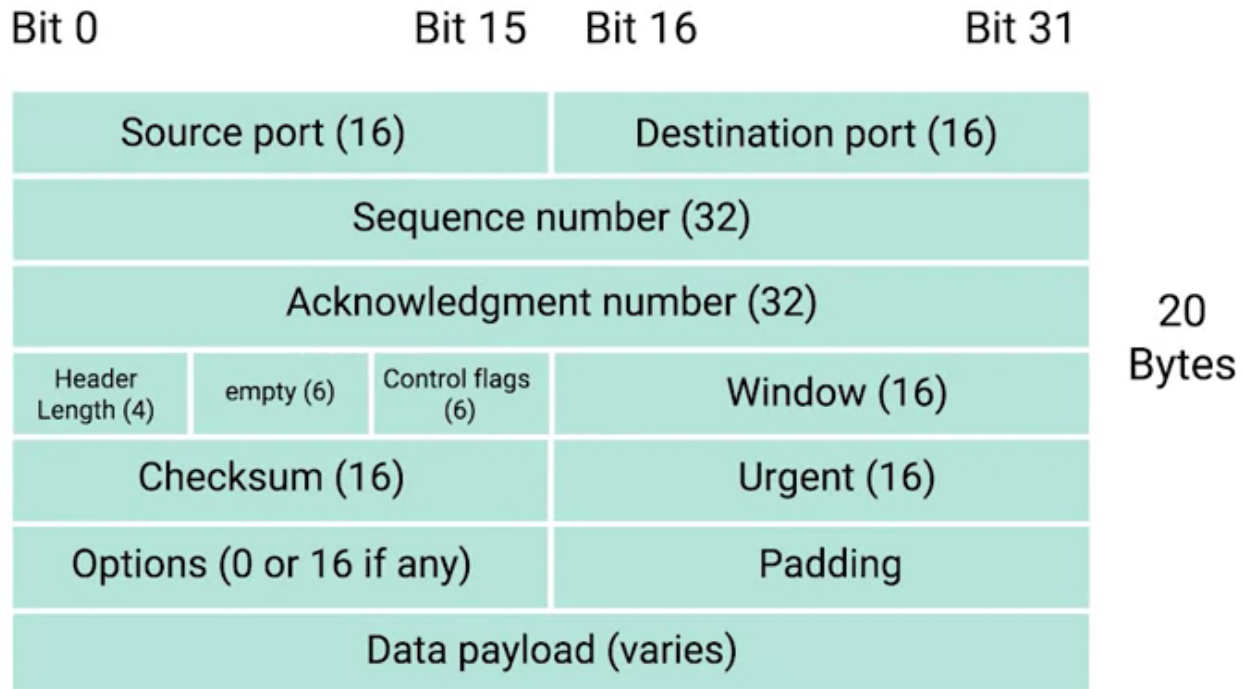 Bit 0 Bit 15 Bit 16 Bit 31
Source port (16) Destination port (16)
Sequence number (32)
Acknowledgment number (32)
Header
Length (4)
empty (6)
Control flags
(6)
Window (16)
Checksum (16) Urgent (16)
Options (0 or 16 if any) Padding
Data payload (varies)
20
Bytes